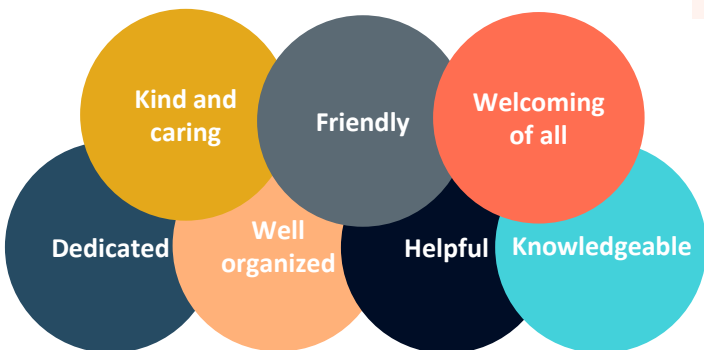 Kind and
caring
Friendly
Welcoming
of all
Dedicated
Well
organized
Helpful
Knowledgeable